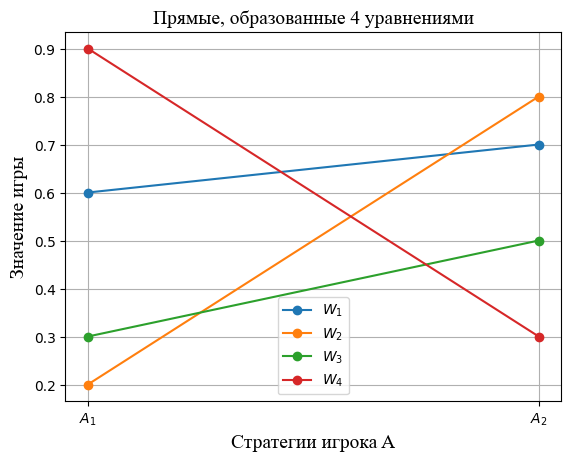 Прямые, образованные 4 уравнениями
Значение игры
0.9
0.8
0.7
0.6
0.5
0.4
0.3
0.2
W₁
W₂
W₃
W₄
A₁ A₂
Стратегии игрока A